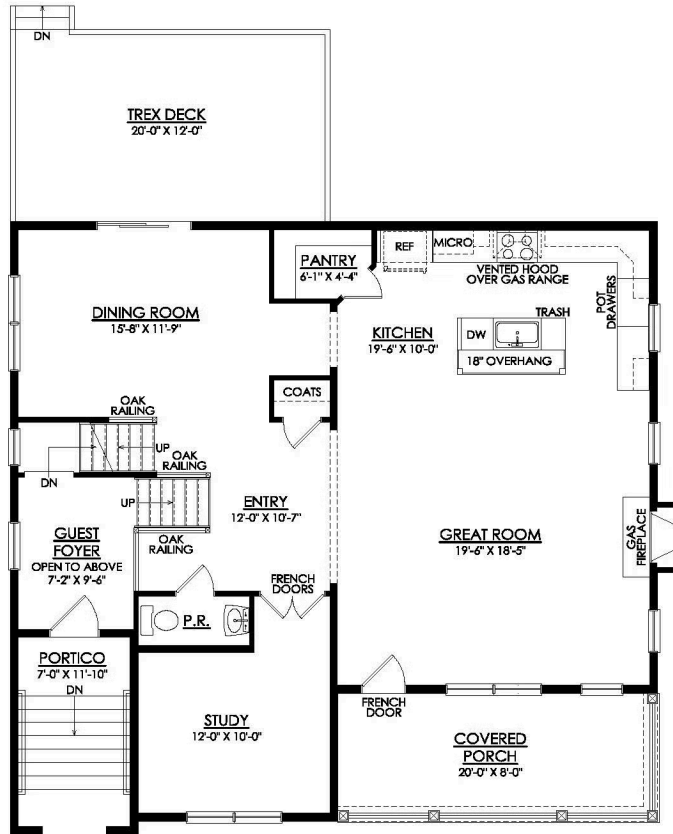 DN
TREX DECK
20'-0" X 12'-0"
PANTRY
6'-1" X 4'-4"
REF
MICRO
VENTED HOOD
OVER GAS RANGE
POT
DRAWERS
DINING ROOM
15'-8" X 11'-9"
KITCHEN
19'-6" X 10'-0"
TRASH
DW
18" OVERHANG
COATS
OAK
RAILING
UP
OAK
RAILING
DN
UP
ENTRY
12'-0" X 10'-7"
GUEST
FOYER
OPEN TO ABOVE
7'-2" X 9'-6"
OAK
RAILING
GREAT ROOM
19'-6" X 18'-5"
GAS
FIREPLACE
FRENCH
DOORS
P.R.
PORTICO
7'-0" X 11'-10"
DN
STUDY
12'-0" X 10'-0"
FRENCH
DOOR
COVERED
PORCH
20'-0" X 8'-0"